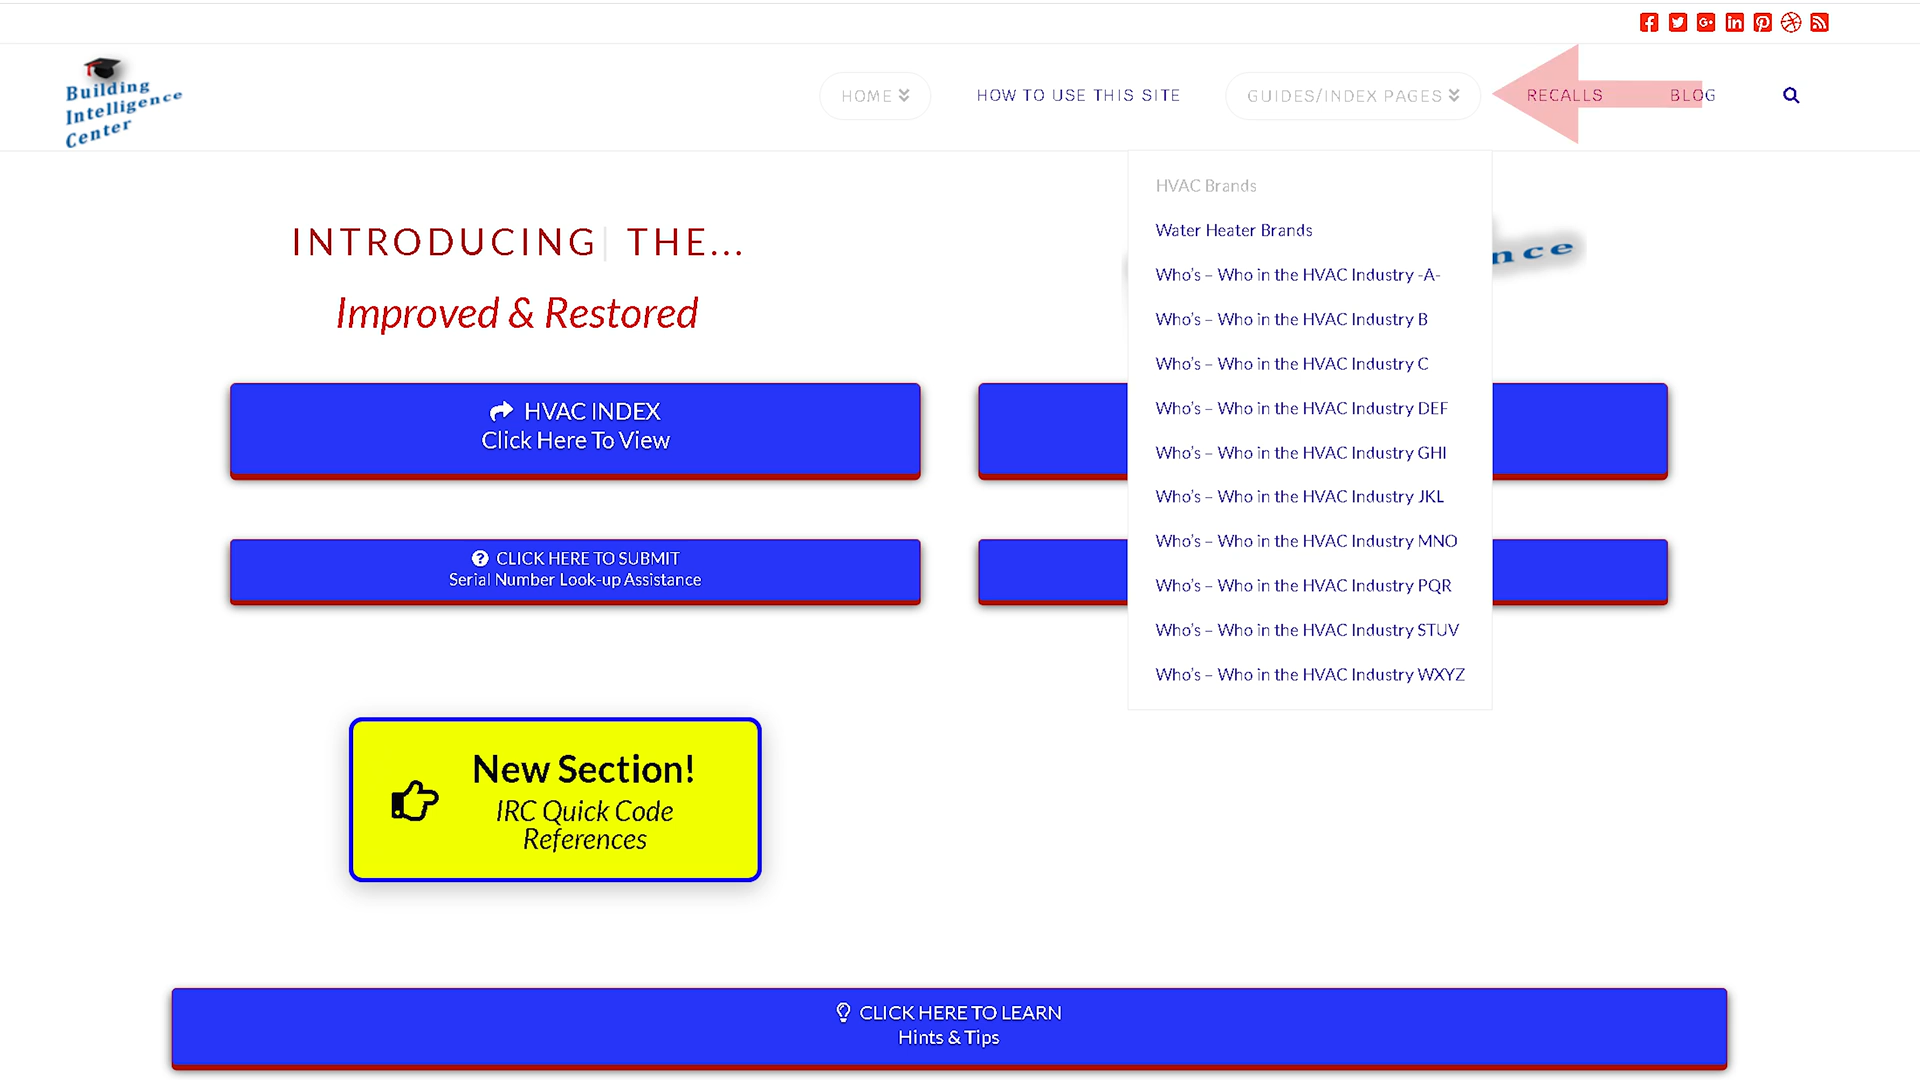 Building
Intelligence
Center
HOME
HOW TO USE THIS SITE
GUIDES/INDEX PAGES
RECALLS
BLOG
HVAC Brands
Water Heater Brands
Who's – Who in the HVAC Industry -A-
Who's – Who in the HVAC Industry B
Who's – Who in the HVAC Industry C
Who's – Who in the HVAC Industry DEF
Who's – Who in the HVAC Industry GHI
Who's – Who in the HVAC Industry JKL
Who's – Who in the HVAC Industry MNO
Who's – Who in the HVAC Industry PQR
Who's – Who in the HVAC Industry STUV
Who's – Who in the HVAC Industry WXYZ
INTRODUCING THE...
Improved & Restored
HVAC INDEX
Click Here To View
CLICK HERE TO SUBMIT
Serial Number Look-up Assistance
New Section!
IRC Quick Code
References
CLICK HERE TO LEARN
Hints & Tips